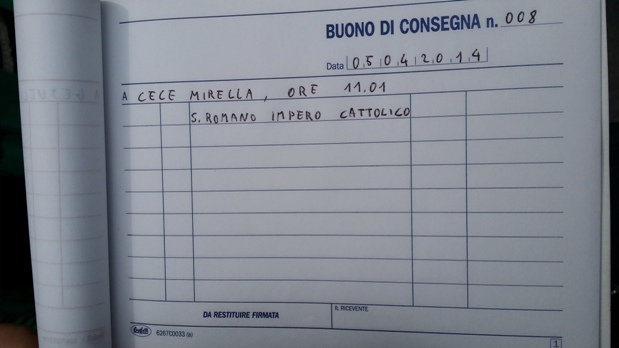 BUONO DI CONSEGNA n. 008
Data 05042014
A CECE MIRELLA, ORE 11.01
S. ROMANO IMPERO CATTOLICO
DA RESTITUIRE FIRMATA
IL RICEVENTE
6267C0033 (a)
1